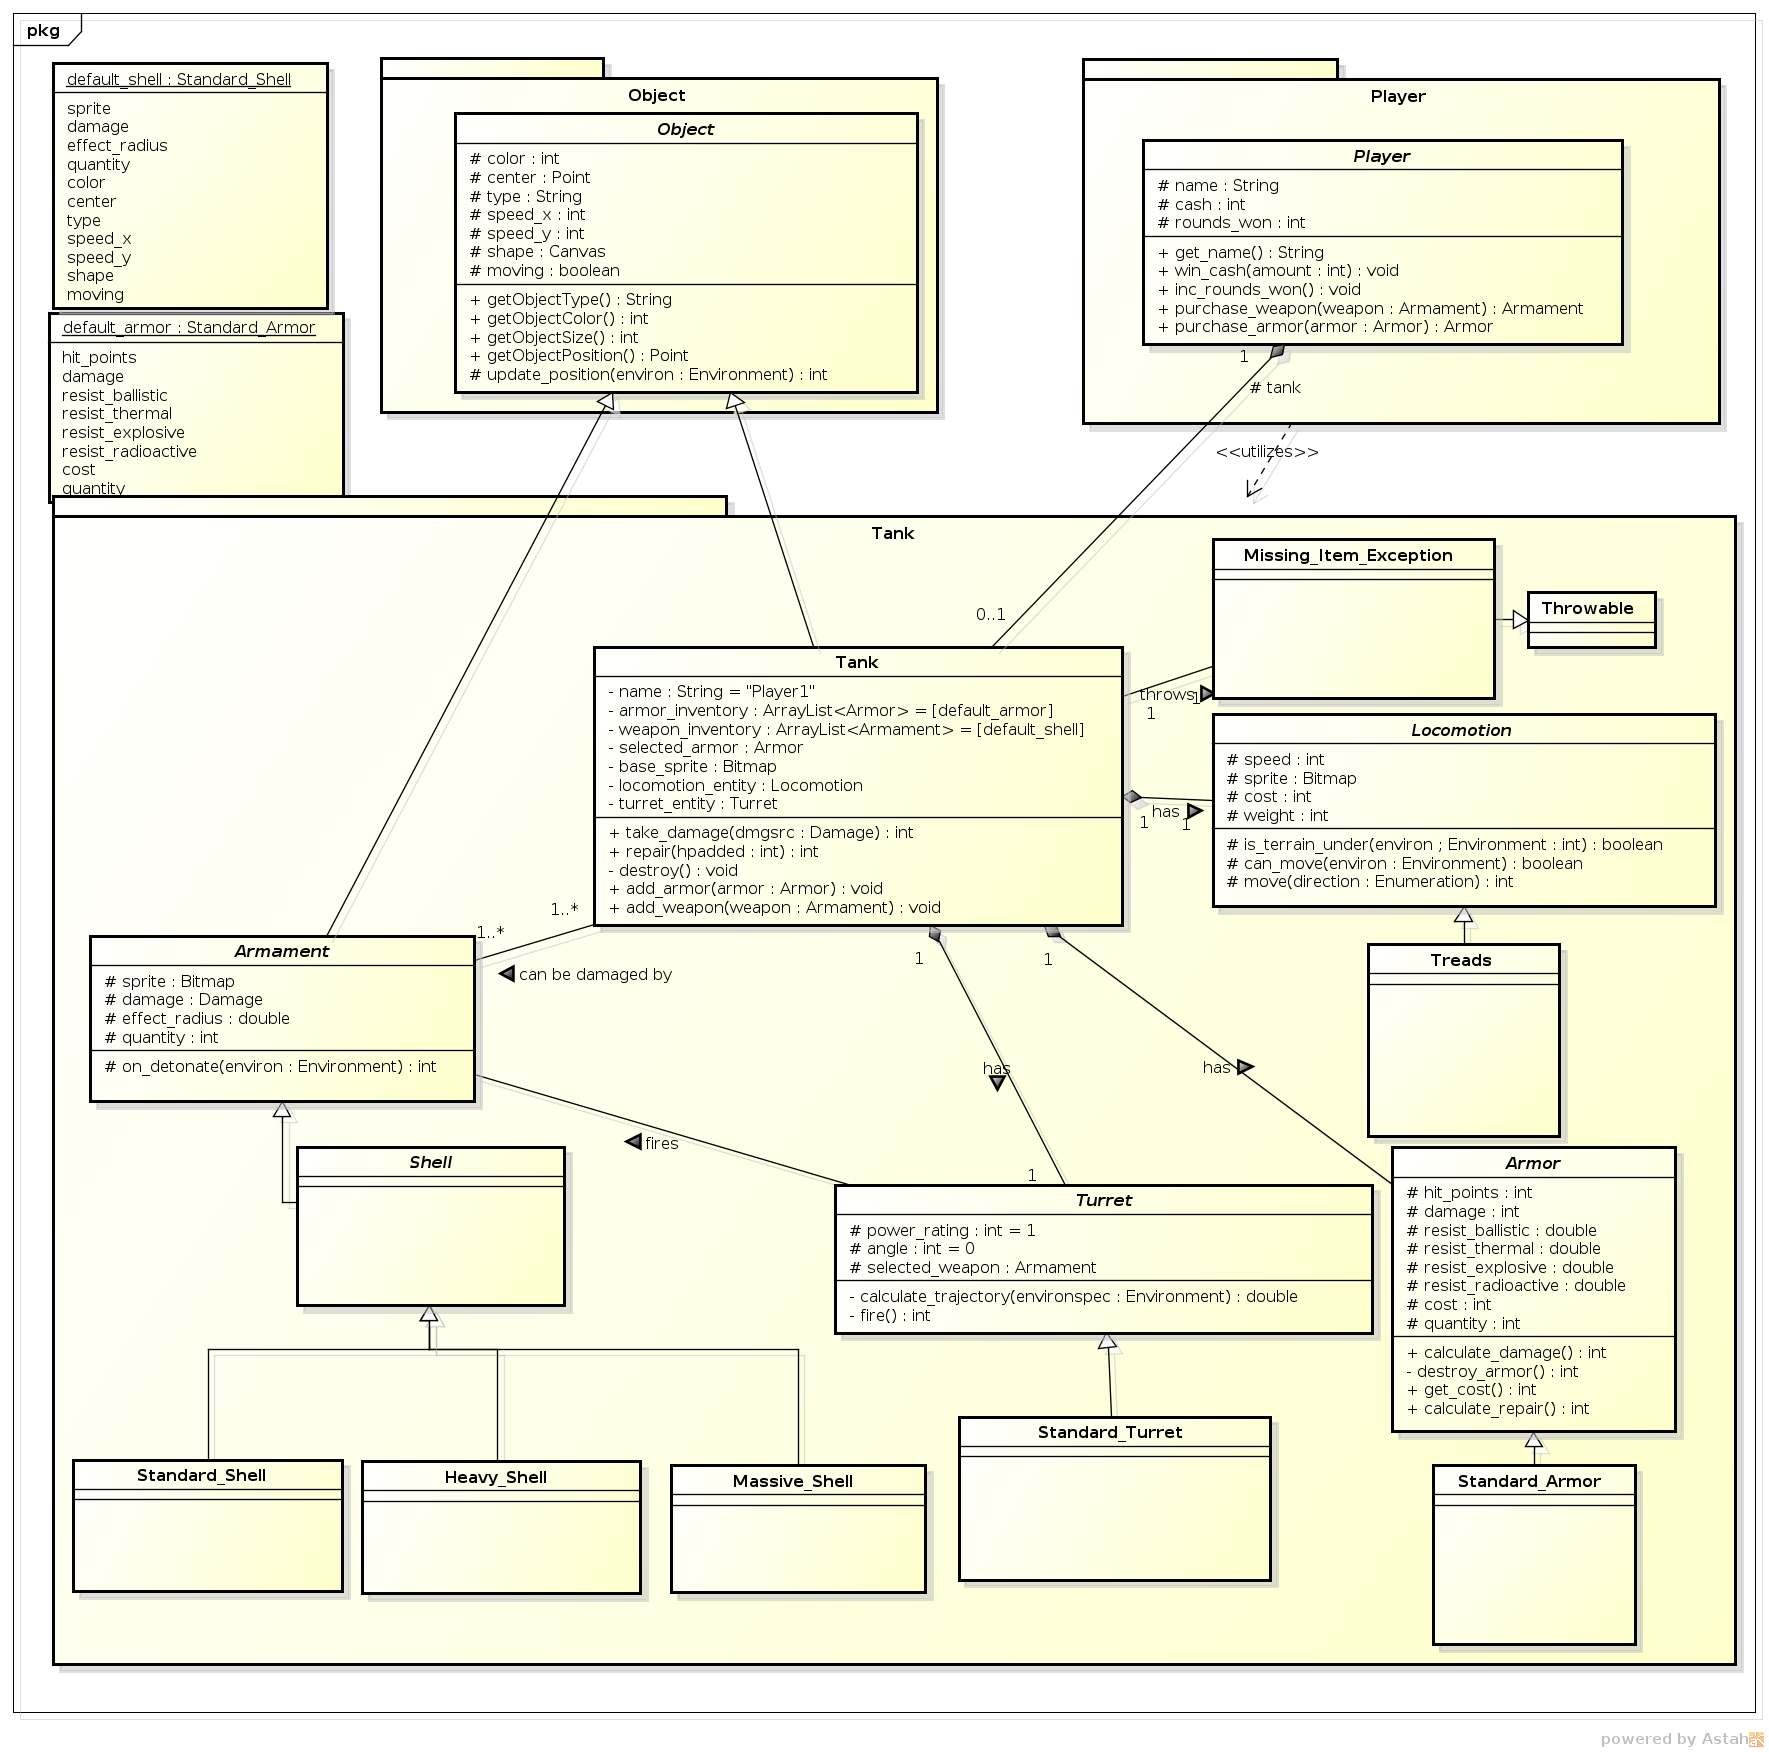 pkg
default_shell : Standard_Shell
sprite
damage
effect_radius
quantity
color
center
type
speed_x
speed_y
shape
moving
default_armor : Standard_Armor
hit_points
damage
resist_ballistic
resist_thermal
resist_explosive
resist_radioactive
cost
quantity
Object
Object
# color : int
# center : Point
# type : String
# speed_x : int
# speed_y : int
# shape : Canvas
# moving : boolean
+ getObjectType() : String
+ getObjectColor() : int
+ getObjectSize() : int
+ getObjectPosition() : Point
# update_position(environ : Environment) : int
Player
Player
# name : String
# cash : int
# rounds_won : int
+ get_name() : String
+ win_cash(amount : int) : void
+ inc_rounds_won() : void
+ purchase_weapon(weapon : Armament) : Armament
+ purchase_armor(armor : Armor) : Armor
1
# tank
<<utilizes>>
0..1
Tank
Missing_Item_Exception
Throwable
Tank
- name : String = "Player1"
- armor_inventory : ArrayList<Armor> = [default_armor]
- weapon_inventory : ArrayList<Armament> = [default_shell]
- selected_armor : Armor
- base_sprite : Bitmap
- locomotion_entity : Locomotion
- turret_entity : Turret
+ take_damage(dmgsrc : Damage) : int
+ repair(hpadded : int) : int
- destroy() : void
+ add_armor(armor : Armor) : void
+ add_weapon(weapon : Armament) : void
throws
1
1
Locomotion
# speed : int
# sprite : Bitmap
# cost : int
# weight : int
# is_terrain_under(environ ; Environment : int) : boolean
# can_move(environ : Environment) : boolean
# move(direction : Enumeration) : int
has
1
1
Treads
1..*
1..*
can be damaged by
Armament
# sprite : Bitmap
# damage : Damage
# effect_radius : double
# quantity : int
# on_detonate(environ : Environment) : int
1
1
has
has
fires
1
Shell
Turret
# power_rating : int = 1
# angle : int = 0
# selected_weapon : Armament
- calculate_trajectory(environspec : Environment) : double
- fire() : int
Armor
# hit_points : int
# damage : int
# resist_ballistic : double
# resist_thermal : double
# resist_explosive : double
# resist_radioactive : double
# cost : int
# quantity : int
+ calculate_damage() : int
- destroy_armor() : int
+ get_cost() : int
+ calculate_repair() : int
Standard_Shell
Heavy_Shell
Massive_Shell
Standard_Turret
Standard_Armor
powered by Astah